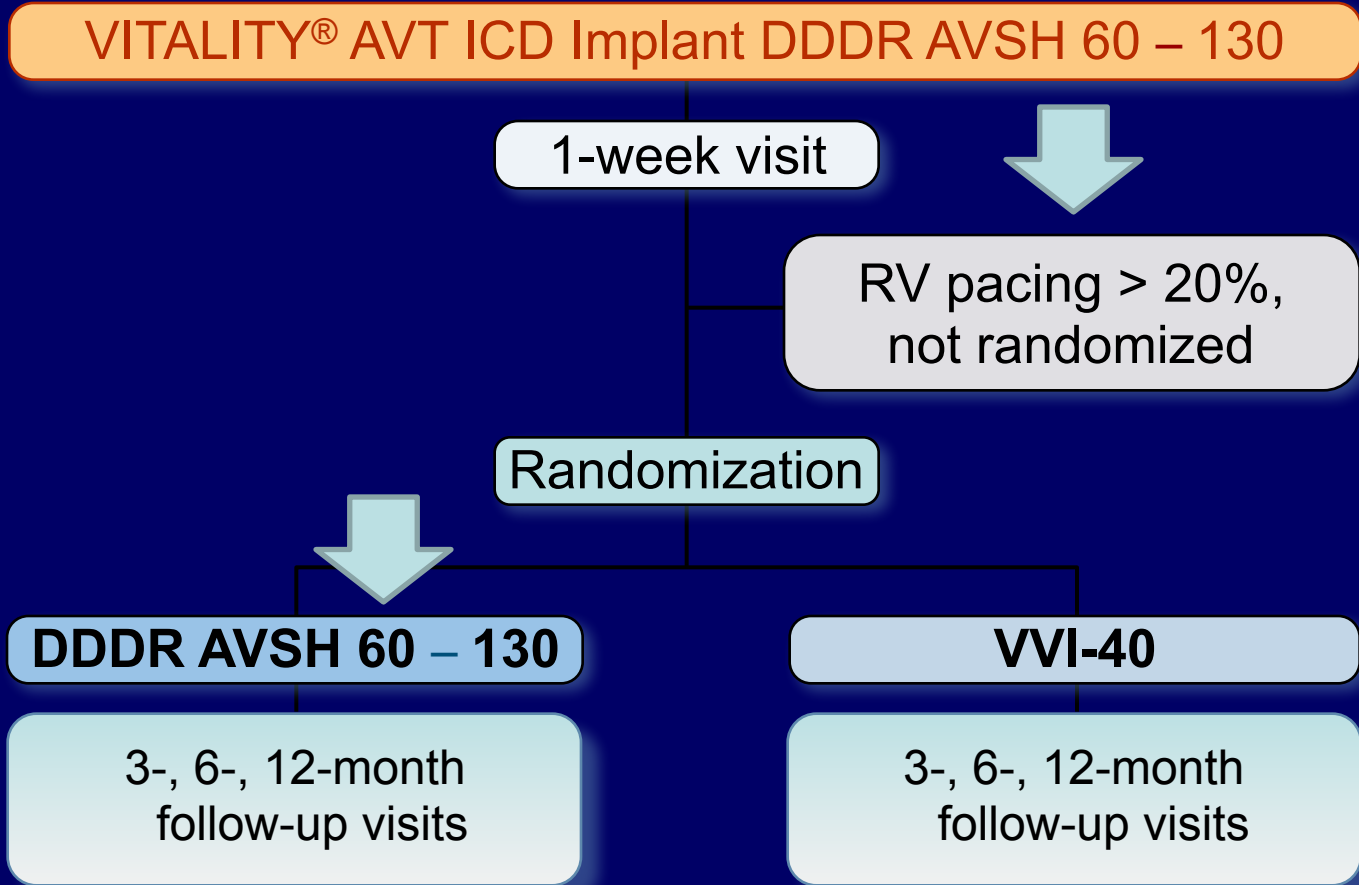 VITALITY® AVT ICD Implant DDDR AVSH 60 – 130
1-week visit
RV pacing > 20%,
not randomized
Randomization
DDDR AVSH 60 – 130
VVI-40
3-, 6-, 12-month
follow-up visits
3-, 6-, 12-month
follow-up visits